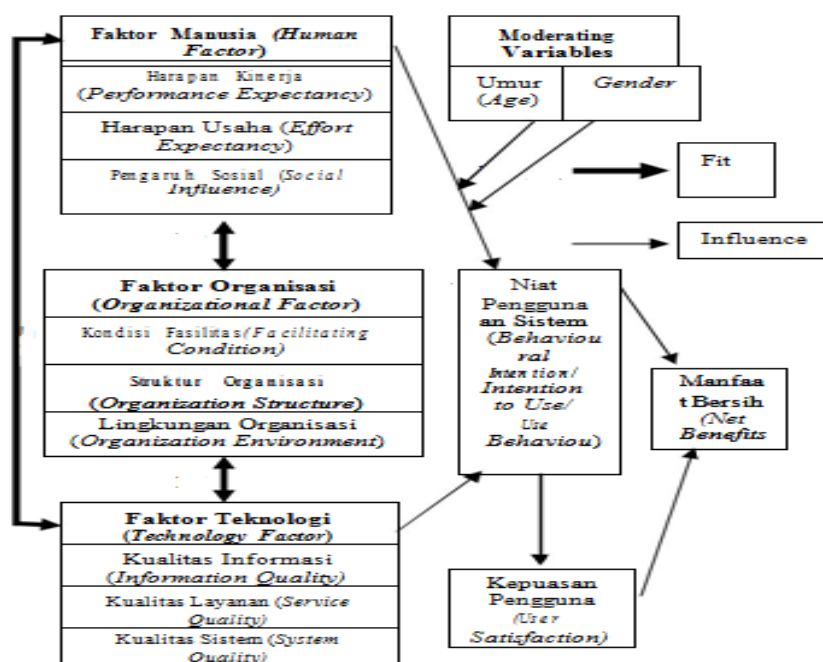 Faktor Manusia (Human
Factor)
Harapan Kinerja
(Performance Expectancy)
Harapan Usaha (Effort
Expectancy)
Pengaruh Sosial (Social
Influence)
Faktor Organisasi
(Organizational Factor)
Kondisi Fasilitas(Facilitating
Condition)
Struktur Organisasi
(Organization Structure)
Lingkungan Organisasi
(Organization Environment)
Faktor Teknologi
(Technology Factor)
Kualitas Informasi
(Information Quality)
Kualitas Layanan (Service
Quality)
Kualitas Sistem (System
Quality)
Moderating
Variables
Umur
(Age)
Gender
Fit
Influence
Niat
Pengguna
an Sistem
(Behaviou
ral
Intention/
Intention
to Use/
Use
Behaviou)
Manfaa
t Bersih
(Net
Benefits
Kepuasan
Pengguna
(User
Satisfaction)